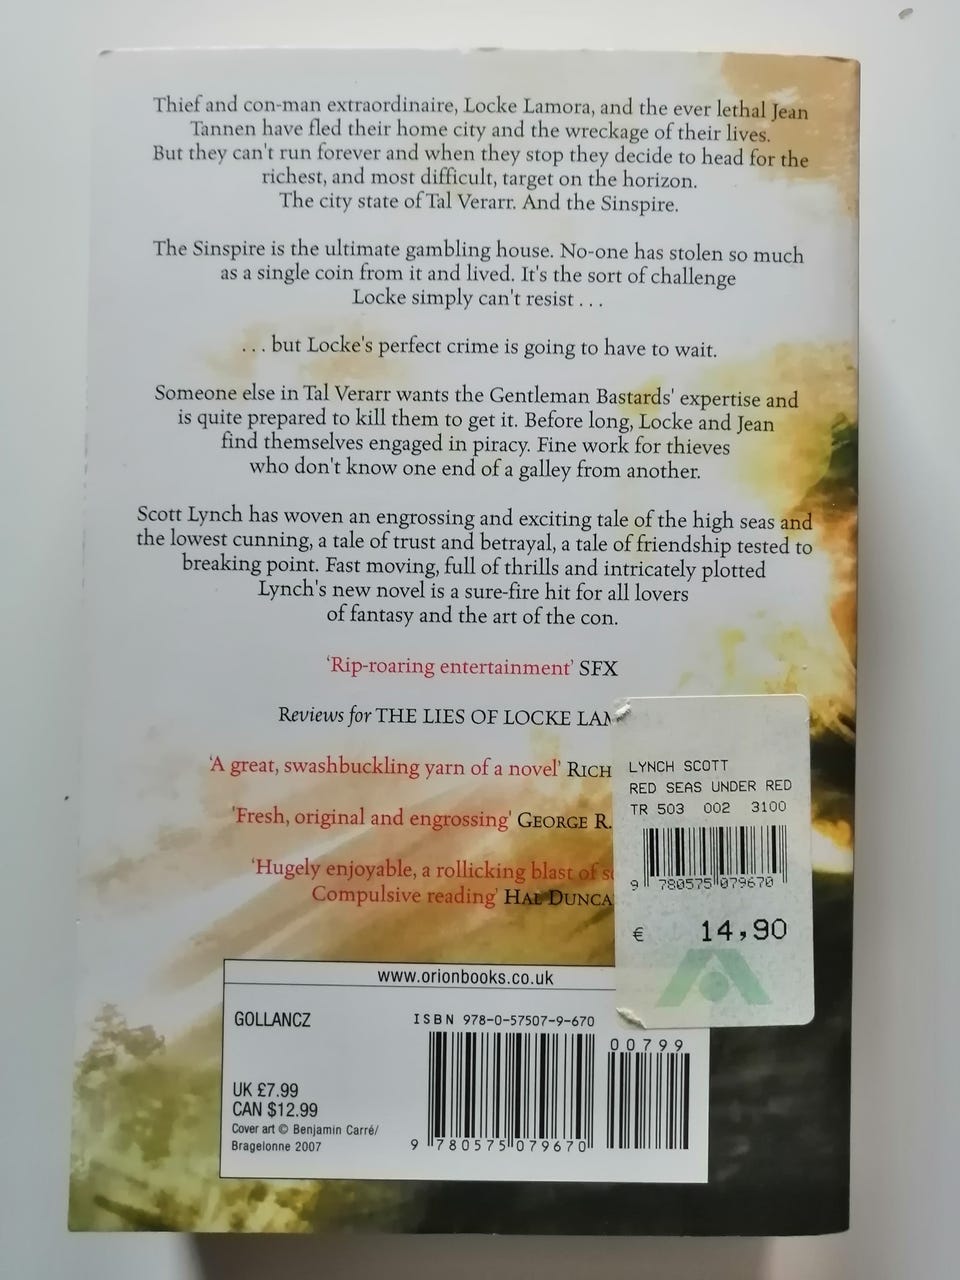 Thief and con-man extraordinaire, Locke Lamora, and the ever lethal Jean
Tannen have fled their home city and the wreckage of their lives.
But they can't run forever and when they stop they decide to head for the
richest, and most difficult, target on the horizon.
The city state of Tal Verarr. And the Sinspire.
The Sinspire is the ultimate gambling house. No-one has stolen so much
as a single coin from it and lived. It's the sort of challenge
Locke simply can't resist . . .
. . . but Locke's perfect crime is going to have to wait.
Someone else in Tal Verarr wants the Gentleman Bastards' expertise and
is quite prepared to kill them to get it. Before long, Locke and Jean
find themselves engaged in piracy. Fine work for thieves
who don't know one end of a galley from another.
Scott Lynch has woven an engrossing and exciting tale of the high seas and
the lowest cunning, a tale of trust and betrayal, a tale of friendship tested to
breaking point. Fast moving, full of thrills and intricately plotted
Lynch's new novel is a sure-fire hit for all lovers
of fantasy and the art of the con.
'Rip-roaring entertainment' SFX
Reviews for THE LIES OF LOCKE
'A great, swashbuckling yarn of a novel' RICH
'Fresh, original and engrossing' GEORGE R.
'Hugely enjoyable, a rollicking blast of
Compulsive reading' HAL DUNCA
LYNCH SCOTT
RED SEAS UNDER RED
TR 503 002 3100
9 780575 079670
€ 14,90
www.orionbooks.co.uk
GOLLANCZ
ISBN 978-0-57507-9-670
00799
UK £7.99
CAN $12.99
Cover art © Benjamin Carré/
Bragelonne 2007
9 780575 079670